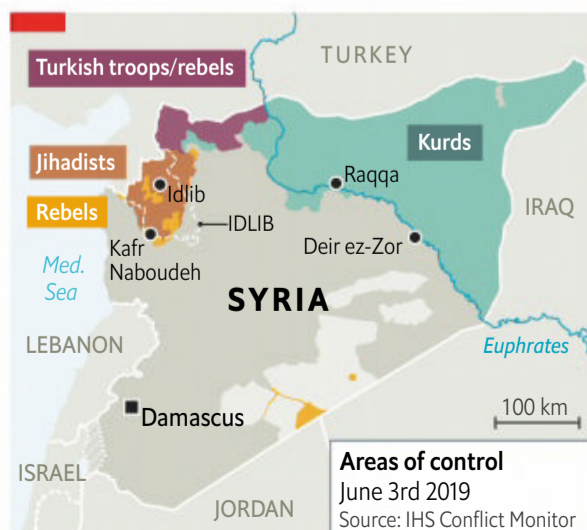 TURKEY
Turkish troops/rebels
Kurds
Jihadists
Idlib
Raqqa
IRAQ
Rebels
IDLIB
Kafr
Naboudeh
Deir ez-Zor
Med.
Sea
SYRIA
LEBANON
Euphrates
100 km
Damascus
Areas of control
June 3rd 2019
Source: IHS Conflict Monitor
ISRAEL
JORDAN